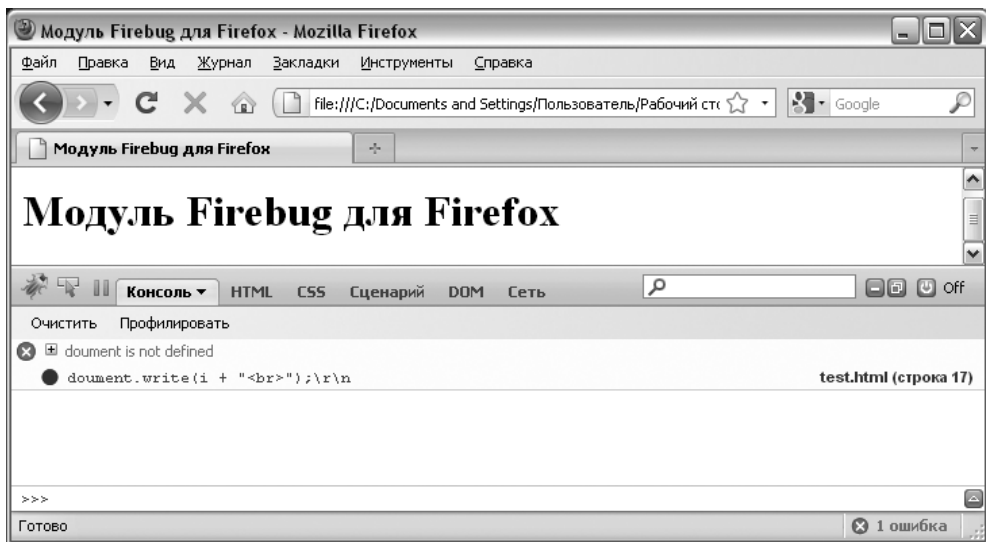 Модуль Firebug для Firefox - Mozilla Firefox
Файл Правка Вид Журнал Закладки Инструменты Справка
file:///C:/Documents and Settings/Пользователь/Рабочий сто Google
Модуль Firebug для Firefox
Модуль Firebug для Firefox
Консоль HTML CSS Сценарий DOM Сеть Off
Очистить Профилировать
doument is not defined
doument.write(i + "<br>");\r\n test.html (строка 17)
>>>
Готово 1 ошибка